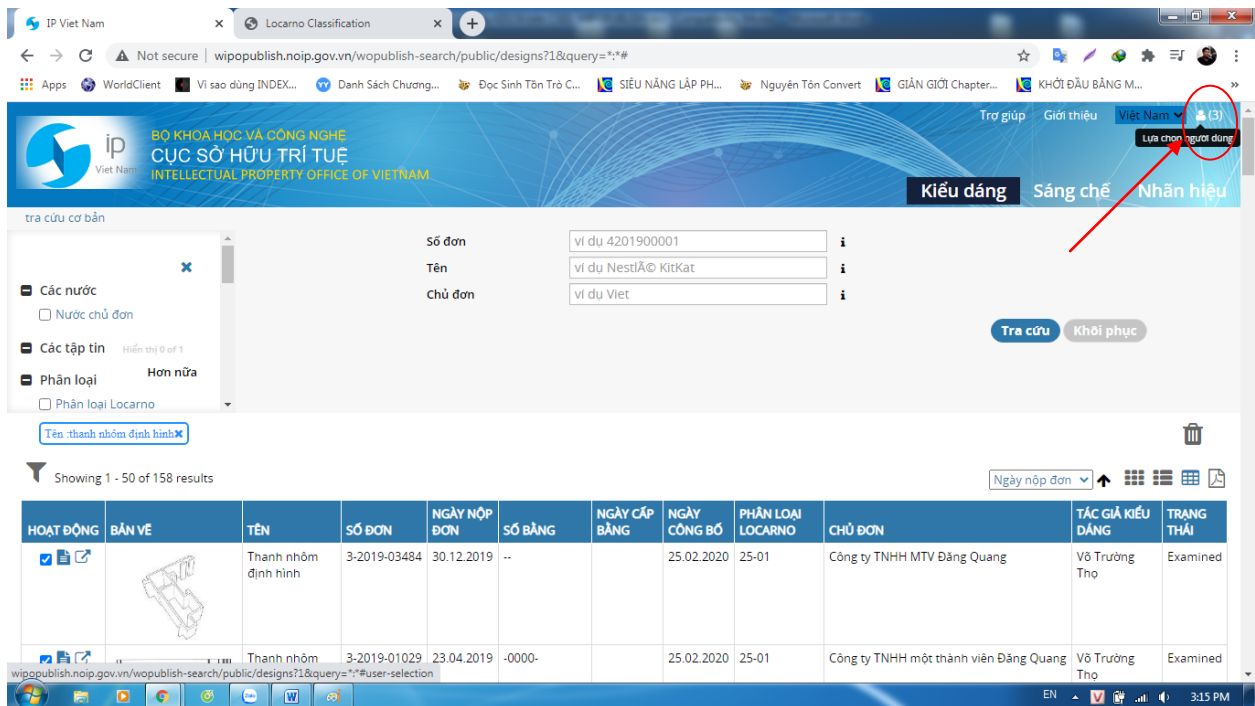 IP Viet Nam
Locarno Classification
Not secure | wipopublish.noip.gov.vn/wopublish-search/public/designs?1&query=*:*#
Apps WorldClient Vì sao dùng INDEX... Danh Sách Chương... Đọc Sinh Tồn Trò C... SIÊU NĂNG LẬP PH... Nguyên Tôn Convert GIẢN GIỚI Chapter... KHỞI ĐẦU BẰNG M... »
Trợ giúp Giới thiệu Việt Nam (3)
Lựa chọn người dùng
ip
Viet Nam
BỘ KHOA HỌC VÀ CÔNG NGHỆ
CỤC SỞ HỮU TRÍ TUỆ
INTELLECTUAL PROPERTY OFFICE OF VIETNAM
Kiểu dáng Sáng chế Nhãn hiệu
tra cứu cơ bản
Các nước
Nước chủ đơn
Các tập tin Hiển thị 0 of 1
Hơn nữa
Phân loại
Phân loại Locarno
Số đơn ví dụ 4201900001 i
Tên ví dụ NestlÃ© KitKat i
Chủ đơn ví dụ Viet i
Tra cứu Khôi phục
Tên :thanh nhôm định hình
Showing 1 - 50 of 158 results
Ngày nộp đơn
HOẠT ĐỘNG BẢN VẼ TÊN SỐ ĐƠN NGÀY NỘP ĐƠN SỐ BẰNG NGÀY CẤP BẰNG NGÀY CÔNG BỐ PHÂN LOẠI LOCARNO CHỦ ĐƠN TÁC GIẢ KIỂU DÁNG TRẠNG THÁI
Thanh nhôm định hình 3-2019-03484 30.12.2019 -- 25.02.2020 25-01 Công ty TNHH MTV Đăng Quang Võ Trường Thọ Examined
Thanh nhôm 3-2019-01029 23.04.2019 -0000- 25.02.2020 25-01 Công ty TNHH một thành viên Đăng Quang Võ Trường Thọ Examined
wipopublish.noip.gov.vn/wopublish-search/public/designs?1&query=*:*#user-selection
EN 3:15 PM